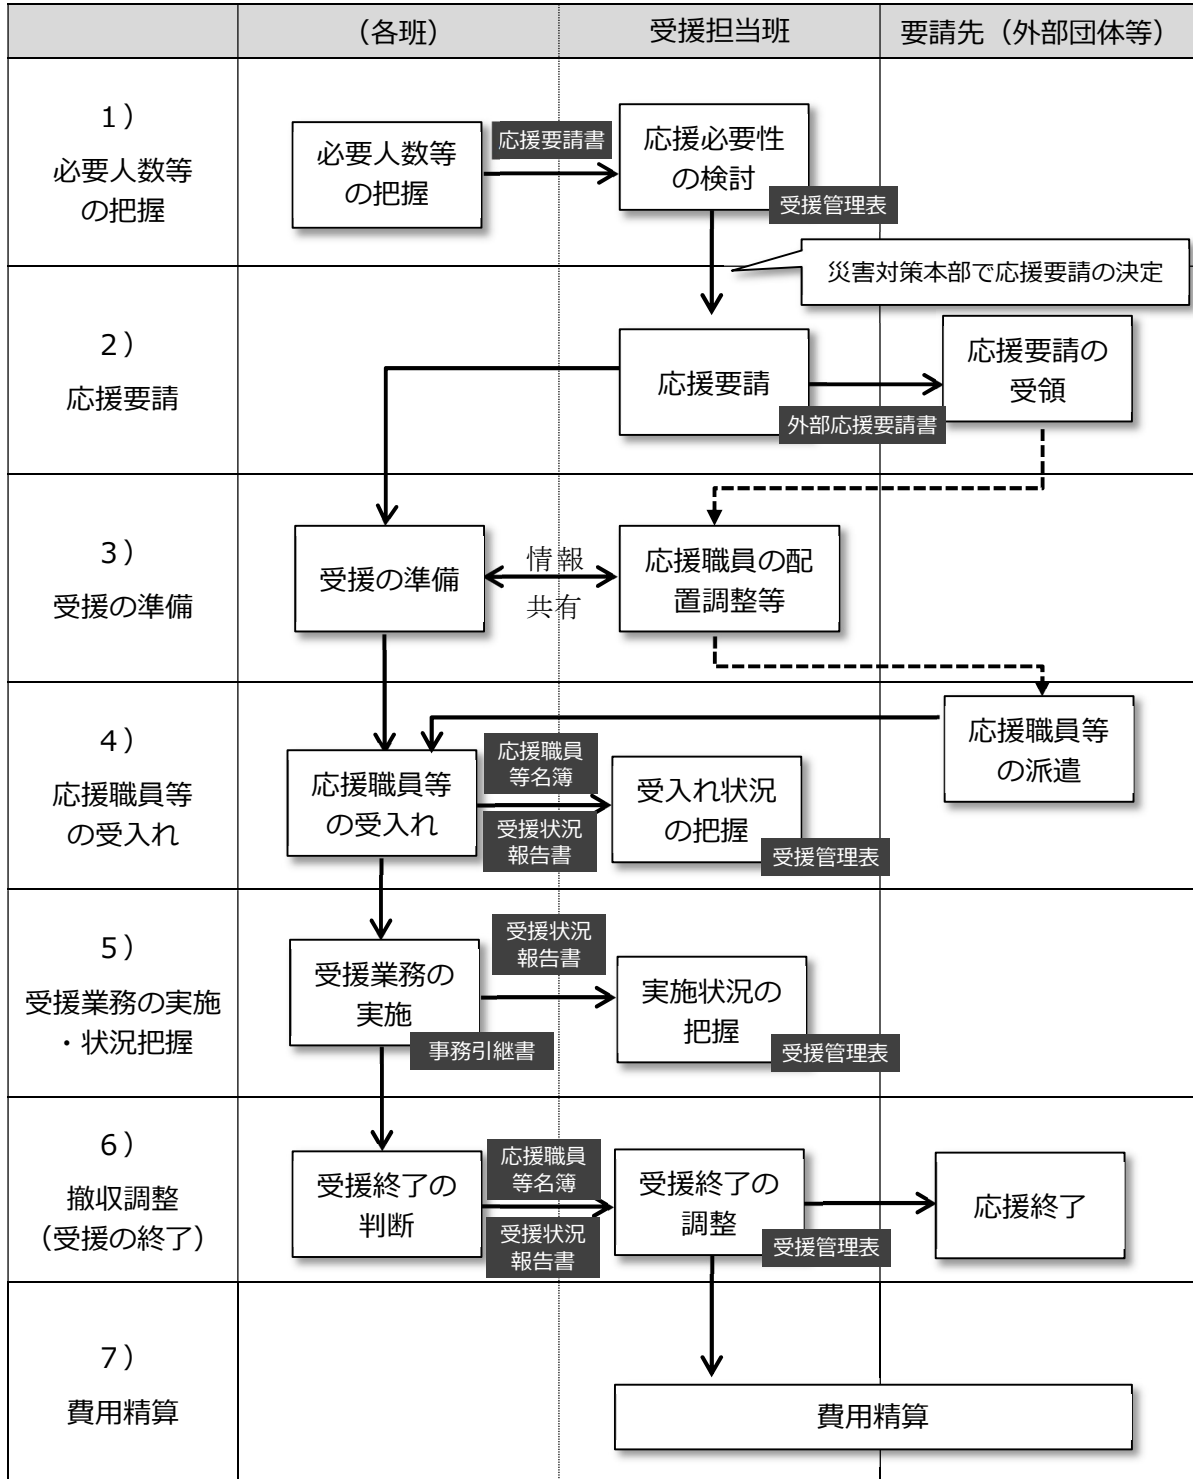 （各班）
受援担当班
要請先（外部団体等）
１）
必要人数等
の把握
必要人数等
の把握
応援要請書
応援必要性
の検討
受援管理表
災害対策本部で応援要請の決定
２）
応援要請
応援要請
外部応援要請書
応援要請の
受領
３）
受援の準備
受援の準備
情報
共有
応援職員の配
置調整等
４）
応援職員等
の受入れ
応援職員等
の受入れ
応援職員
等名簿
受援状況
報告書
受入れ状況
の把握
受援管理表
応援職員等
の派遣
５）
受援業務の実施
・状況把握
受援業務の
実施
事務引継書
受援状況
報告書
実施状況の
把握
受援管理表
６）
撤収調整
（受援の終了）
受援終了の
判断
応援職員
等名簿
受援状況
報告書
受援終了の
調整
受援管理表
応援終了
７）
費用精算
費用精算